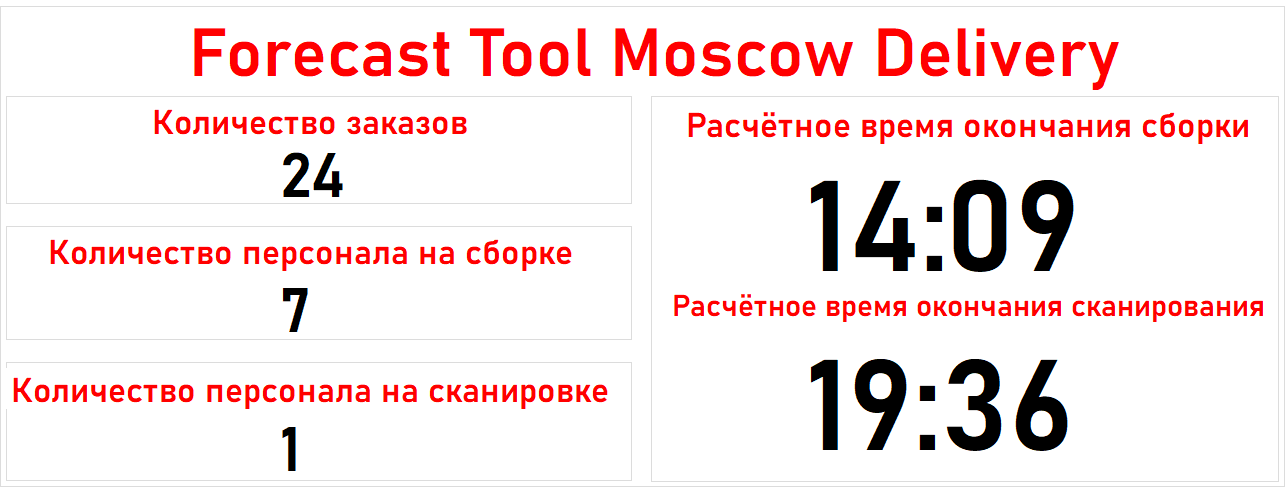 Forecast Tool Moscow Delivery
Количество заказов
24
Количество персонала на сборке
7
Количество персонала на сканировке
1
Расчётное время окончания сборки
14:09
Расчётное время окончания сканирования
19:36